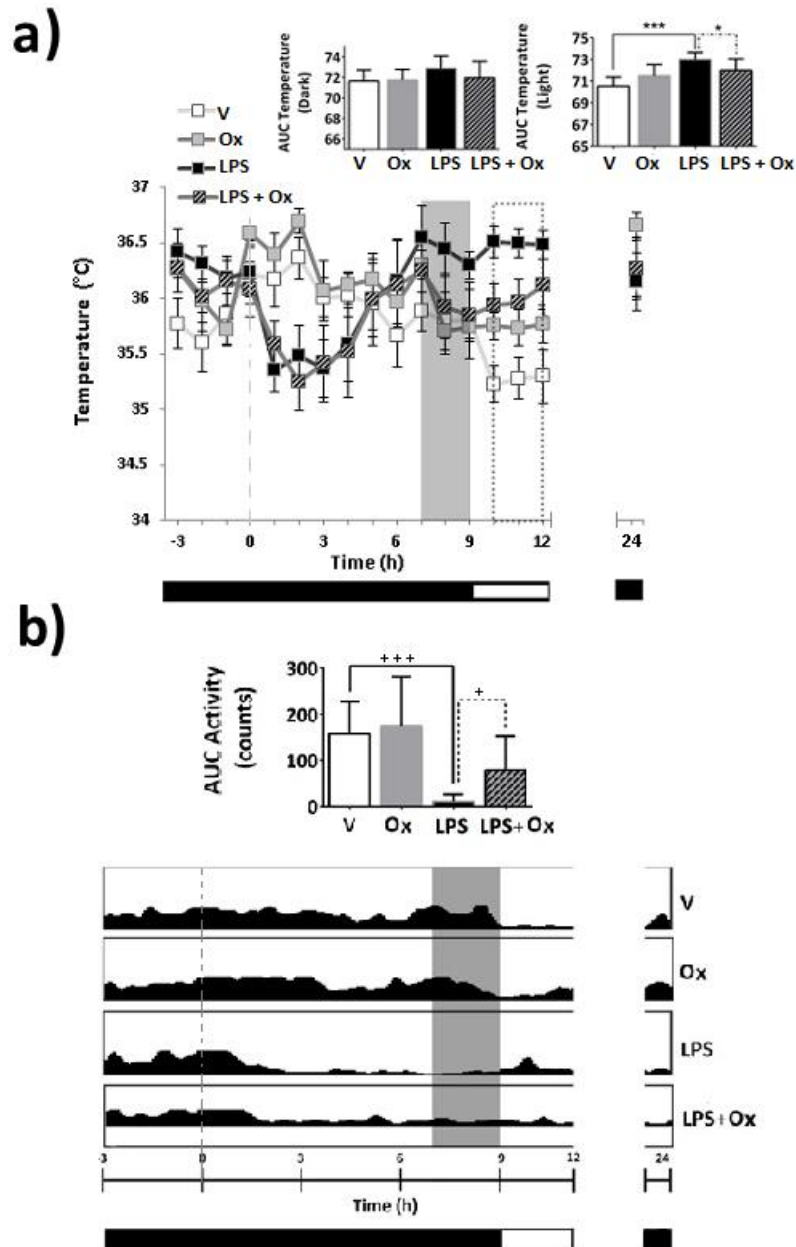 a)
AUC Temperature
(Dark)
74
72
70
68
66
V Ox LPS LPS + Ox
AUC Temperature
(Light)
75
73
71
69
67
65
*** *
V Ox LPS LPS + Ox
V
Ox
LPS
LPS + Ox
Temperature (°C)
37
36.5
36
35.5
35
34.5
34
-3 0 3 6 9 12 24
Time (h)
b)
AUC Activity
(counts)
300
200
100
0
+++ +
V Ox LPS LPS+Ox
V
Ox
LPS
LPS+Ox
-3 0 3 6 9 12 24
Time (h)